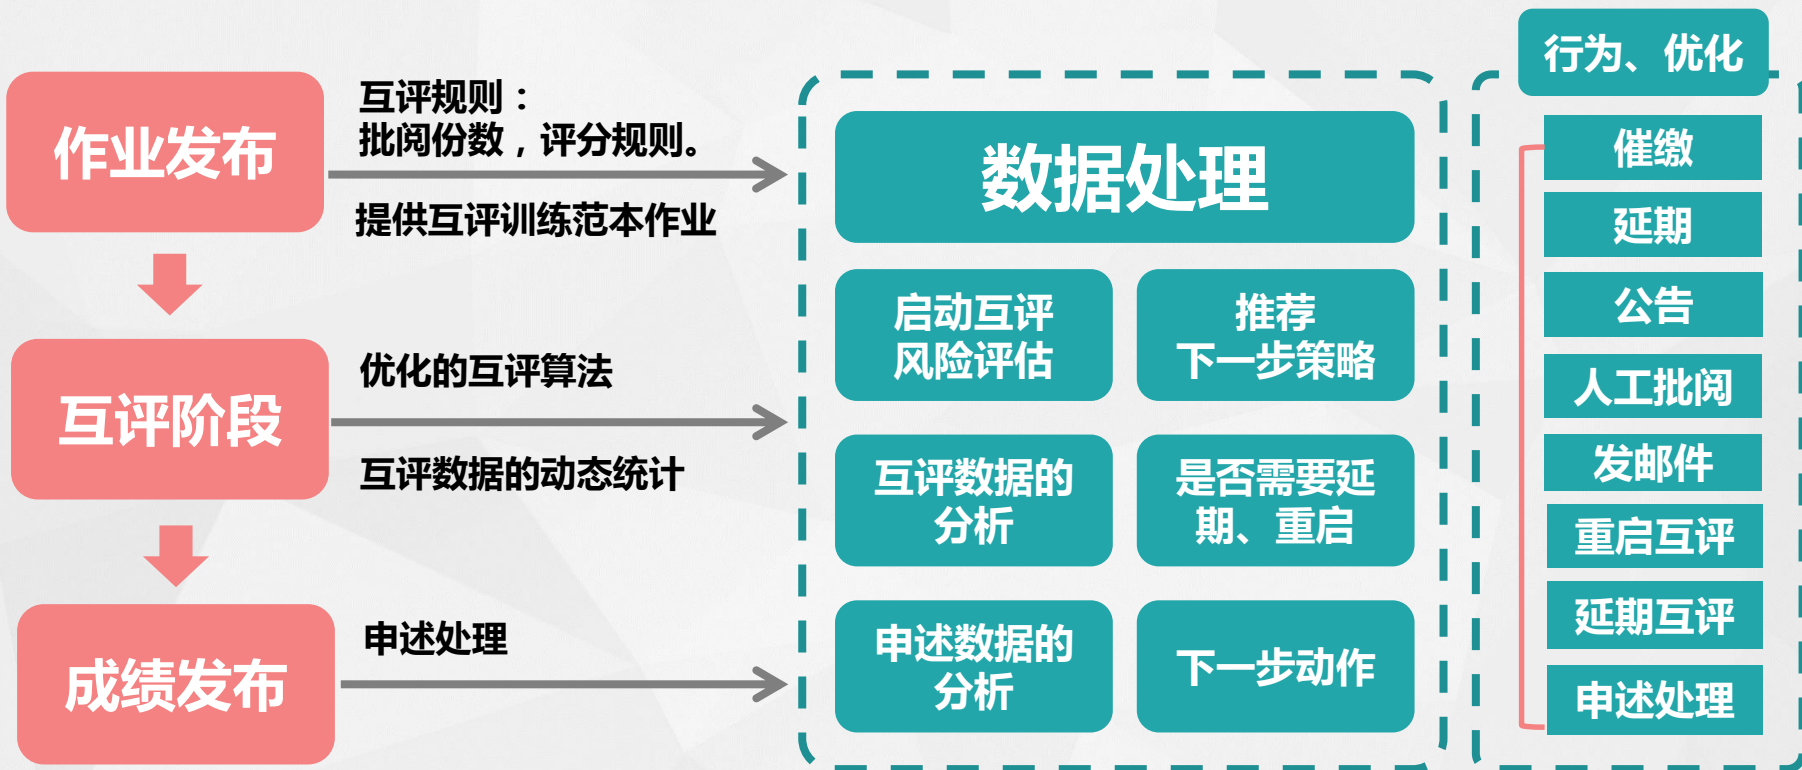 作业发布
互评规则：
批阅份数，评分规则。
提供互评训练范本作业
互评阶段
优化的互评算法
互评数据的动态统计
成绩发布
申述处理
数据处理
启动互评
风险评估
推荐
下一步策略
互评数据的
分析
是否需要延
期、重启
申述数据的
分析
下一步动作
行为、优化
催缴
延期
公告
人工批阅
发邮件
重启互评
延期互评
申述处理